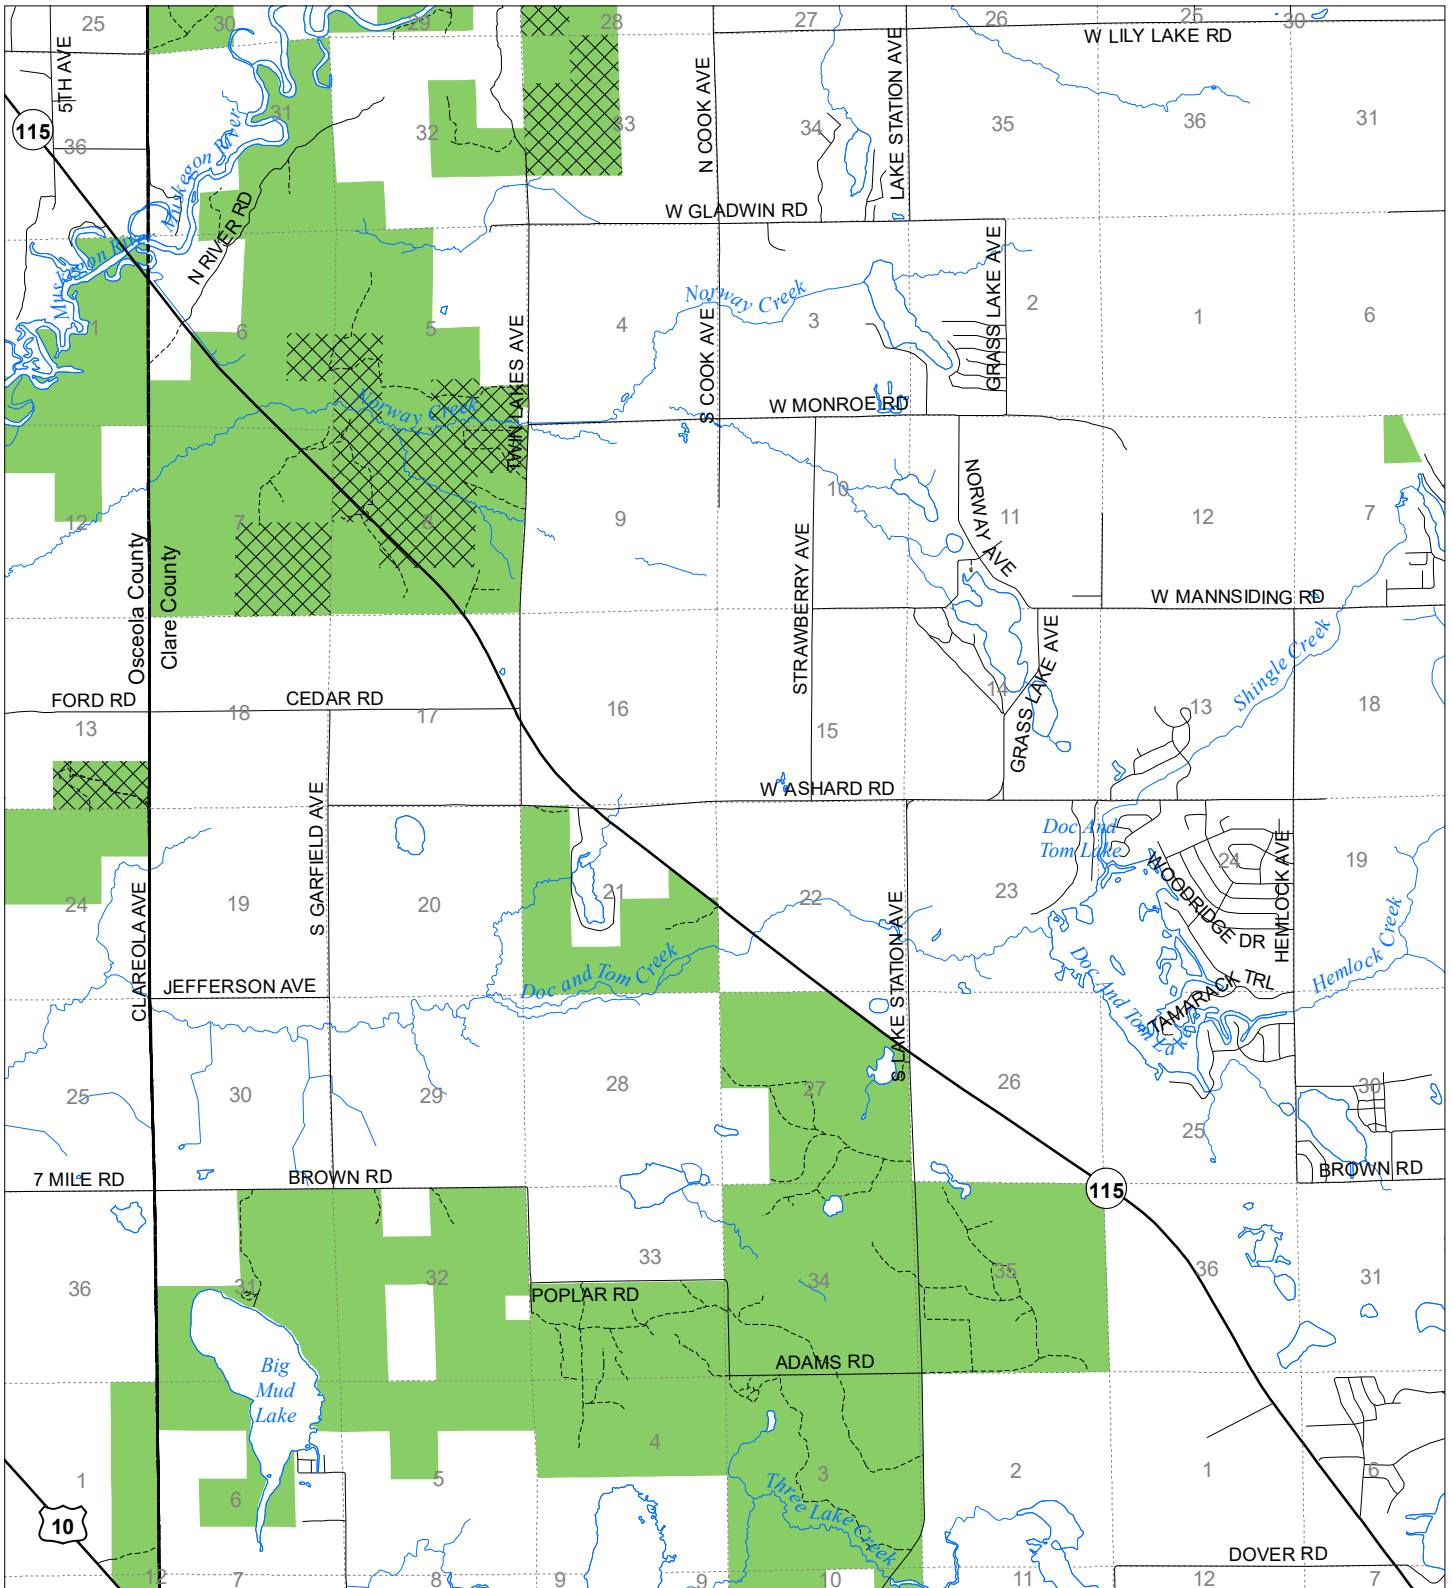 25
30
29
28
27
26
25
30
W LILY LAKE RD
5TH AVE
115
36
31
32
33
N COOK AVE
34
LAKE STATION AVE
35
36
31
Muskegon River
Muskegon River
N RIVER RD
W GLADWIN RD
GRASS LAKE AVE
1
6
5
4
Norway Creek
3
2
1
6
TWIN LAKES AVE
S COOK AVE
Norway Creek
W MONROE RD
12
7
8
9
10
NORWAY AVE
11
12
7
Osceola County
Clare County
STRAWBERRY AVE
W MANNSIDING RD
FORD RD
CEDAR RD
13
18
17
16
15
14
GRASS LAKE AVE
13
Shingle Creek
18
W ASHARD RD
S GARFIELD AVE
Doc And
Tom Lake
24
19
20
21
22
23
WOODRIDGE DR
24
HEMLOCK AVE
19
CLAREOLA AVE
S LAKE STATION AVE
Hemlock Creek
JEFFERSON AVE
Doc and Tom Creek
Doc And Tom Lake
TAMARACK TRL
25
30
29
28
27
26
25
30
7 MILE RD
BROWN RD
115
BROWN RD
36
31
32
33
34
35
36
31
POPLAR RD
Big
Mud
Lake
ADAMS RD
1
6
5
4
3
2
1
6
Three Lake Creek
10
DOVER RD
12
7
8
9
9
10
11
12
7